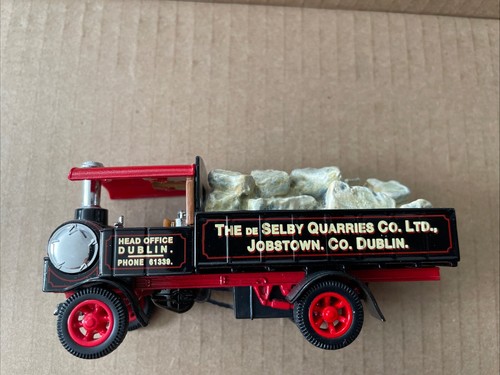 HEAD OFFICE
DUBLIN.
PHONE 61339.
THE DE SELBY QUARRIES CO. LTD.,
JOBSTOWN, CO. DUBLIN.